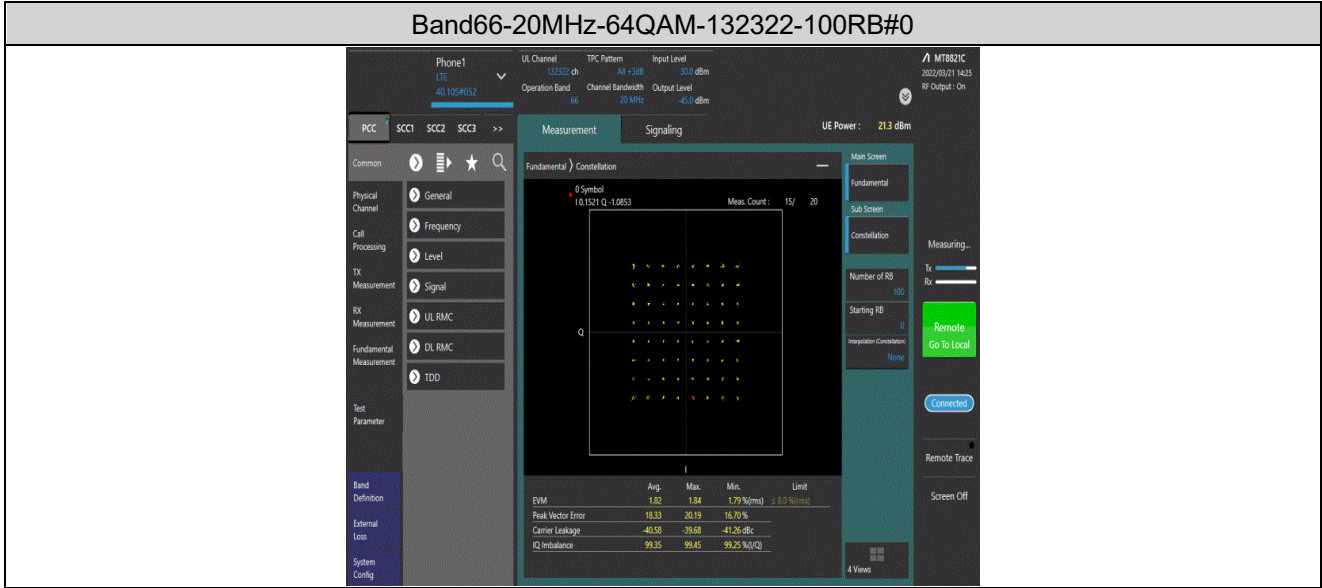 Band66-20MHz-64QAM-132322-100RB#0
Phone1
LTE
40.10S#052
UL Channel
132322 ch
TPC Pattern
All +3dB
Input Level
30.0 dBm
Operation Band
66
Channel Bandwidth
20 MHz
Output Level
-45.0 dBm
MT8821C
2022/03/21 14:25
RF Output : On
PCC SCC1 SCC2 SCC3 >>
Measurement
Signaling
UE Power : 21.3 dBm
Common
Physical
Channel
Call
Processing
TX
Measurement
RX
Measurement
Fundamental
Measurement
Test
Parameter
Band
Definition
External
Loss
System
Config
General
Frequency
Level
Signal
UL RMC
DL RMC
TDD
Fundamental 〉 Constellation
0 Symbol
I 0.1521 Q -1.0853
Meas. Count : 15/ 20
Q
I
Avg. Max. Min. Limit
EVM 1.82 1.84 1.79 %(rms) ≤ 8.0 %(rms)
Peak Vector Error 18.33 20.19 16.70 %
Carrier Leakage -40.58 -39.68 -41.26 dBc
IQ Imbalance 99.35 99.45 99.25 %(I/Q)
Main Screen
Fundamental
Sub Screen
Constellation
Number of RB
100
Starting RB
0
Interpolation (Constellation)
None
4 Views
Measuring...
Tx
Rx
Remote
Go To Local
Connected
Remote Trace
Screen Off